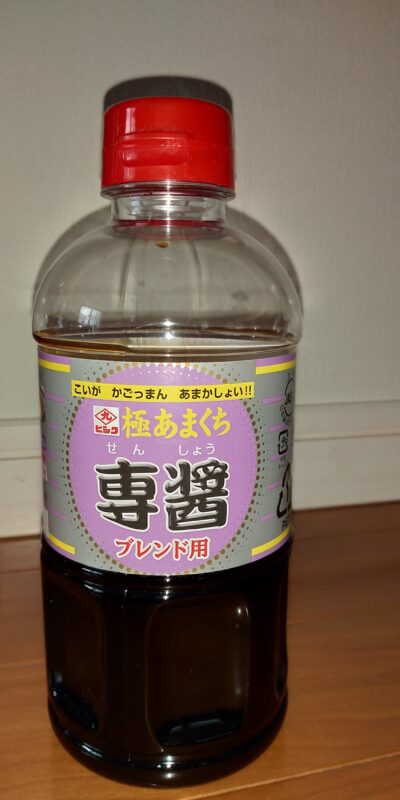 こいが かごっまん あまかしょい!!
九
ヒシク
極あまくち
せんしょう
専醤
ブレンド用